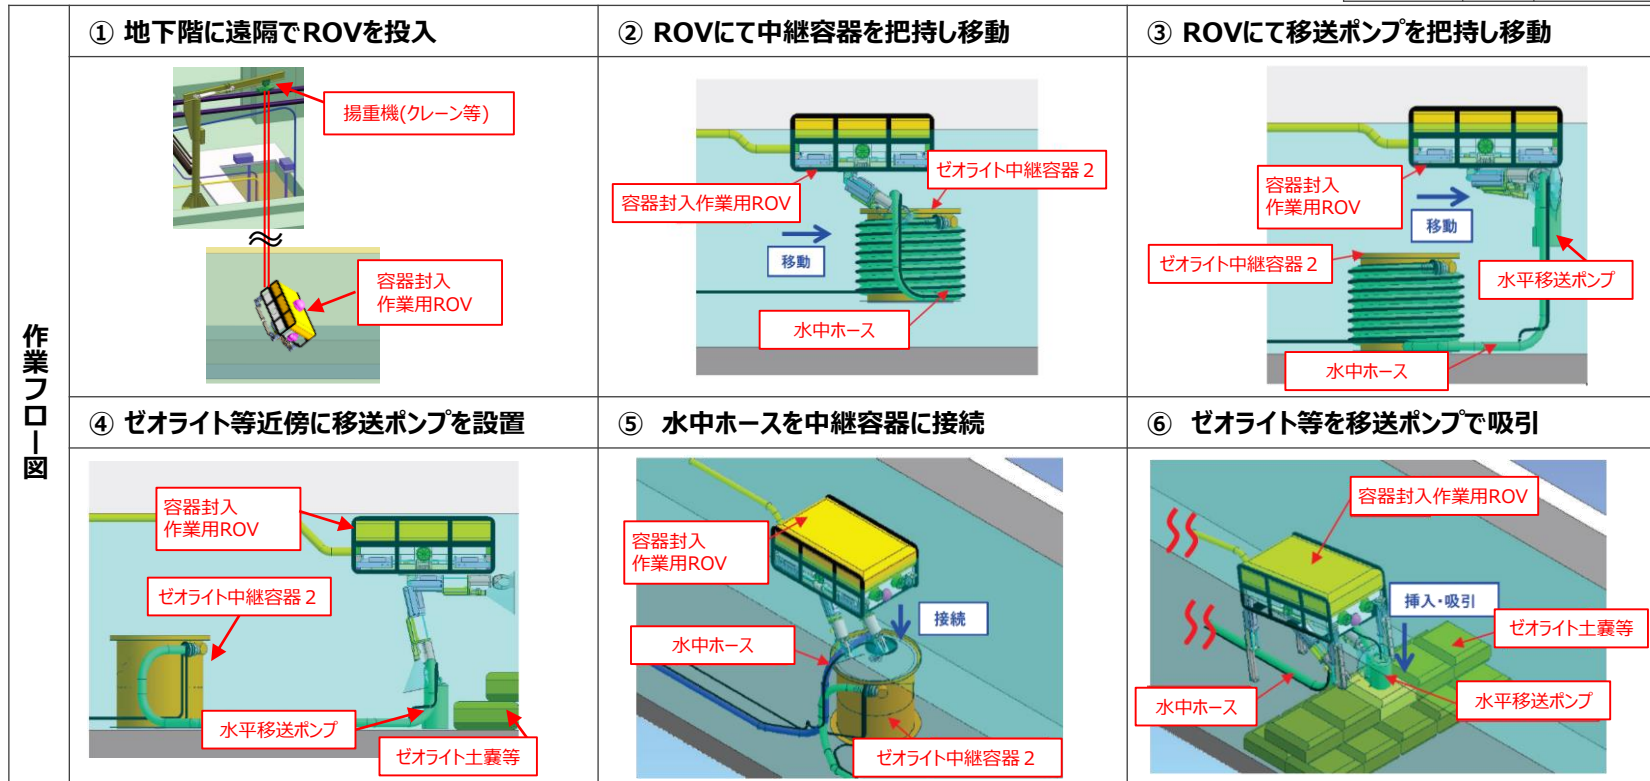 作業フロー図
① 地下階に遠隔でROVを投入
揚重機(クレーン等)
容器封入
作業用ROV
② ROVにて中継容器を把持し移動
ゼオライト中継容器２
容器封入作業用ROV
移動
水中ホース
③ ROVにて移送ポンプを把持し移動
容器封入
作業用ROV
移動
ゼオライト中継容器２
水平移送ポンプ
水中ホース
④ ゼオライト等近傍に移送ポンプを設置
容器封入
作業用ROV
ゼオライト中継容器２
水平移送ポンプ
ゼオライト土嚢等
⑤ 水中ホースを中継容器に接続
容器封入
作業用ROV
接続
水中ホース
ゼオライト中継容器２
⑥ ゼオライト等を移送ポンプで吸引
容器封入作業用ROV
挿入・吸引
ゼオライト土嚢等
水中ホース
水平移送ポンプ